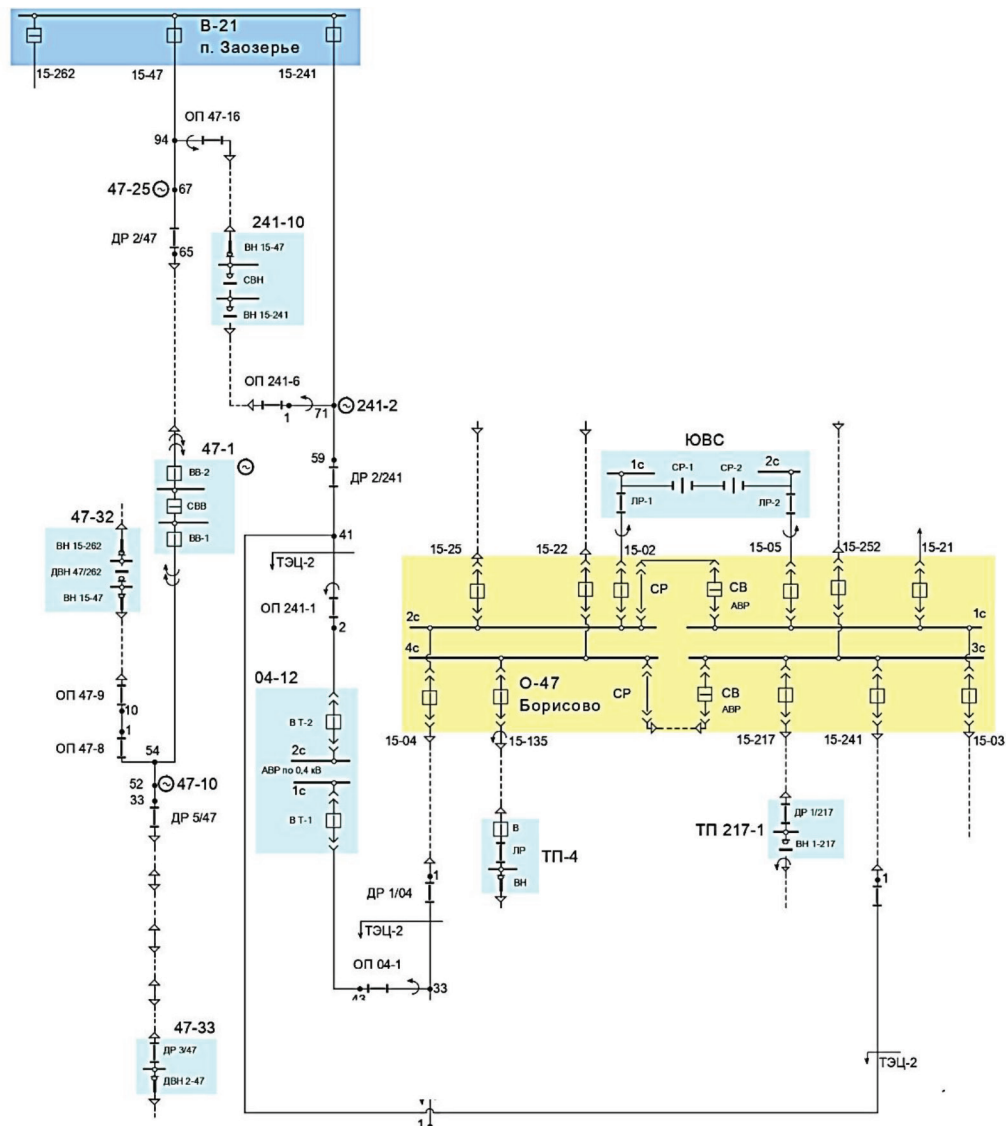 В-21
п. Заозерье
15-262
15-47
15-241
ОП 47-16
94
47-25
67
241-10
ДР 2/47
65
ВН 15-47
СВН
ВН 15-241
ОП 241-6
1
71
241-2
47-1
59
ДР 2/241
ВВ-2
СВВ
ВВ-1
47-32
ВН 15-262
ДВН 47/262
ВН 15-47
41
ТЭЦ-2
ОП 241-1
2
ЮВС
1с
СР-1
СР-2
2с
ЛР-1
ЛР-2
15-25
15-22
15-02
15-05
15-252
15-21
СР
СВ
АВР
2с
1с
4с
3с
О-47
Борисово
СР
СВ
АВР
15-04
15-135
15-217
15-241
15-03
04-12
В Т-2
2с
АВР по 0,4 кВ
1с
В Т-1
ОП 47-9
10
1
ОП 47-8
54
52
47-10
33
ДР 5/47
В
ЛР
ВН
ТП-4
ДР 1/217
ВН 1-217
ТП 217-1
1
ДР 1/04
ТЭЦ-2
1
ОП 04-1
43
33
47-33
ДР 3/47
ДВН 2-47
ТЭЦ-2
1